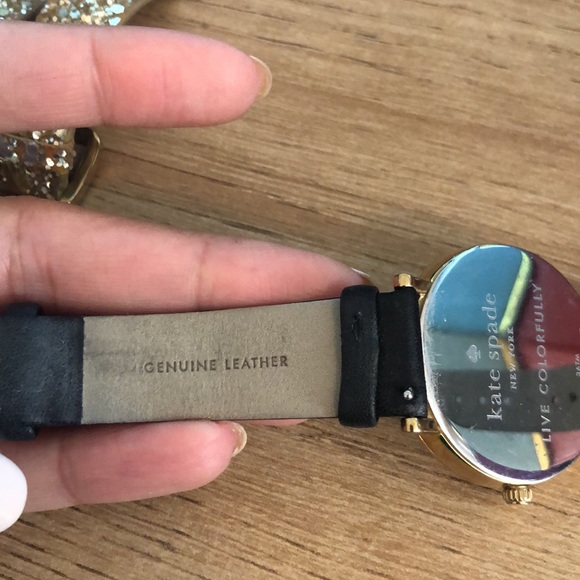 GENUINE LEATHER
kate spade
NEW YORK
LIVE COLORFULLY